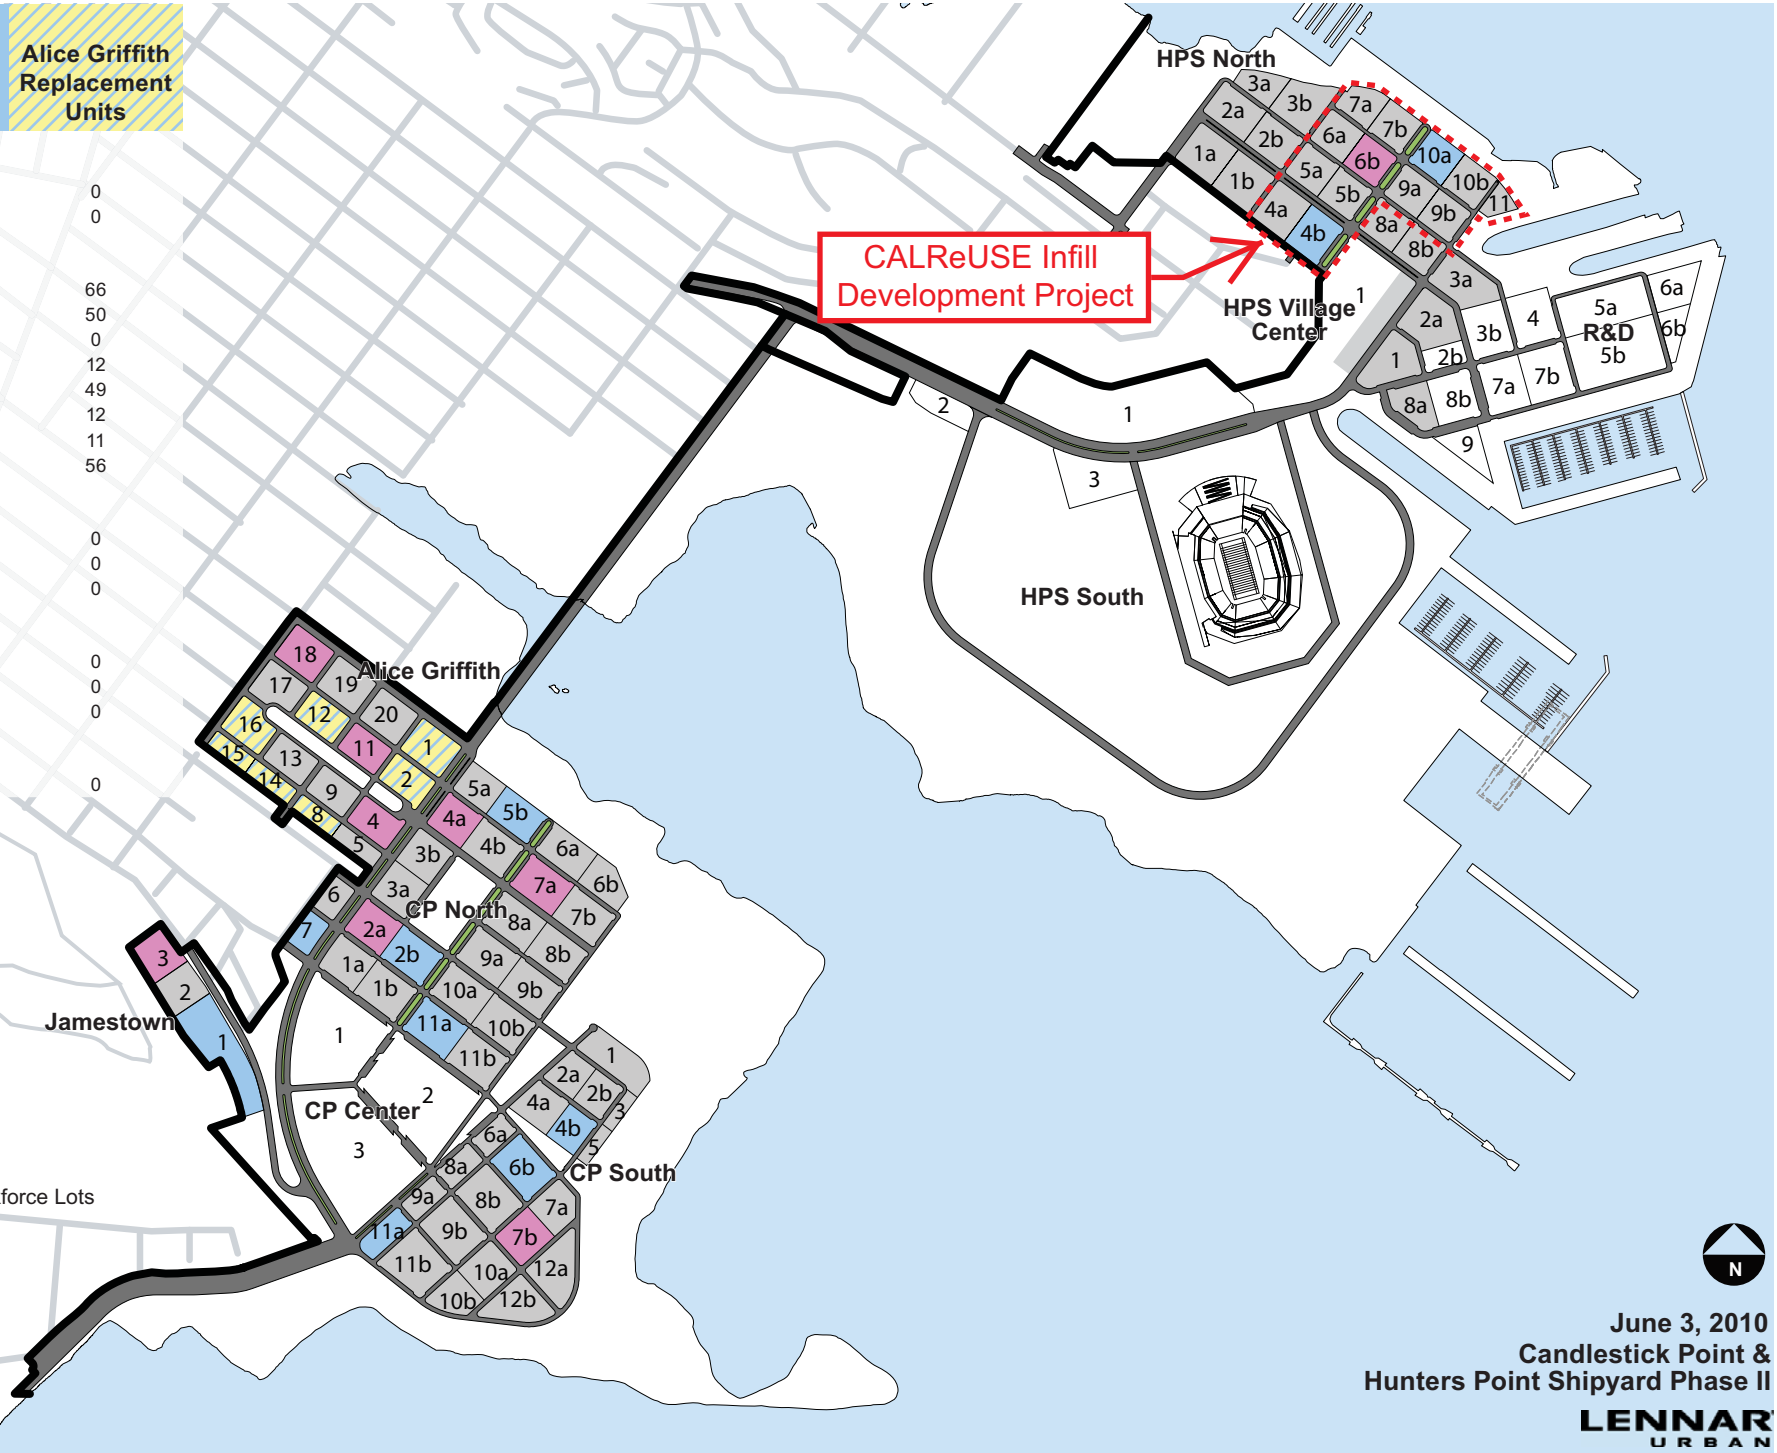 Alice Griffith
Replacement
Units
0
0
66
50
0
12
49
12
11
56
0
0
0
0
0
0
0
force Lots
HPS North
3a
3b
2a
2b
1a
1b
7a
7b
6a
6b
5a
5b
4a
4b
10a
10b
11
9a
9b
8a
8b
CALReUSE Infill
Development Project
HPS Village
Center
1
3a
2a
3b
4
5a
6a
6b
R&D
5b
1
2b
7a
7b
8a
8b
9
2
1
3
HPS South
Alice Griffith
18
17
19
16
12
20
15
13
11
1
14
9
2
8
4
5
6
7
CP North
5a
5b
4a
4b
6a
6b
3b
3a
7a
7b
2a
2b
8a
8b
1a
1b
9a
9b
10a
10b
11a
11b
Jamestown
3
2
1
CP Center
1
2
3
CP South
1
2a
2b
3
4a
4b
5
6a
6b
8a
8b
7a
7b
9a
9b
11a
11b
10a
10b
12a
12b
N
June 3, 2010
Candlestick Point &
Hunters Point Shipyard Phase II
LENNAR
URBAN